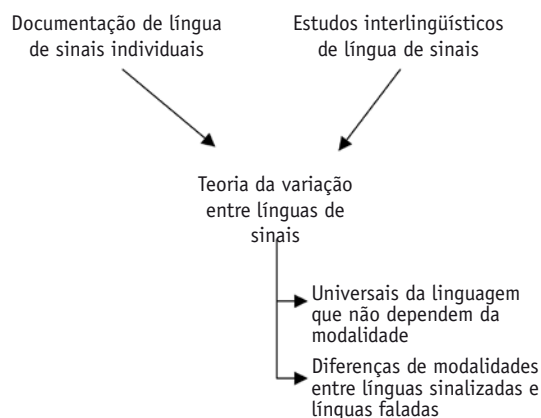 Documentação de língua
de sinais individuais
Estudos interlingüísticos
de língua de sinais
Teoria da variação
entre línguas de
sinais
Universais da linguagem
que não dependem da
modalidade
Diferenças de modalidades
entre línguas sinalizadas e
línguas faladas